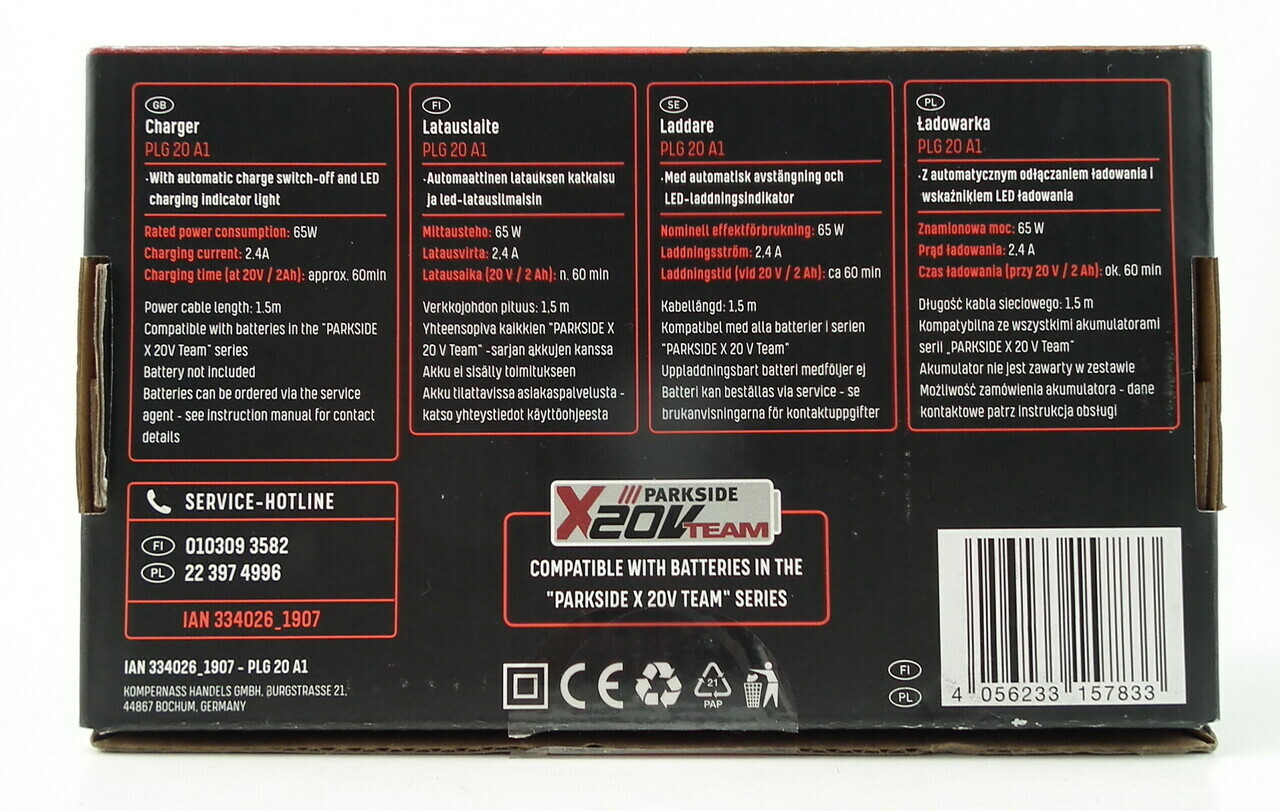 GB
Charger
PLG 20 A1
·With automatic charge switch-off and LED
charging indicator light
Rated power consumption: 65W
Charging current: 2.4A
Charging time (at 20V / 2Ah): approx. 60min
Power cable length: 1.5m
Compatible with batteries in the "PARKSIDE
X 20V Team" series
Battery not included
Batteries can be ordered via the service
agent - see instruction manual for contact
details
FI
Latauslaite
PLG 20 A1
·Automaattinen latauksen katkaisu
ja led-latausilmaisin
Mittausteho: 65 W
Latausvirta: 2,4 A
Latausaika (20 V / 2 Ah): n. 60 min
Verkkojohdon pituus: 1,5 m
Yhteensopiva kaikkien "PARKSIDE X
20 V Team" -sarjan akkujen kanssa
Akku ei sisälly toimitukseen
Akku tilattavissa asiakaspalvelusta -
katso yhteystiedot käyttöohjeesta
SE
Laddare
PLG 20 A1
·Med automatisk avstängning och
LED-laddningsindikator
Nominell effektförbrukning: 65 W
Laddningsström: 2,4 A
Laddningstid (vid 20 V / 2 Ah): ca 60 min
Kabellängd: 1,5 m
Kompatibel med alla batterier i serien
"PARKSIDE X 20 V Team"
Uppladdningsbart batteri medföljer ej
Batteri kan beställas via service - se
brukanvisningarna för kontaktuppgifter
PL
Ładowarka
PLG 20 A1
·Z automatycznym odłączaniem ładowania i
wskaźnikiem LED ładowania
Znamionowa moc: 65 W
Prąd ładowania: 2,4 A
Czas ładowania (przy 20 V / 2 Ah): ok. 60 min
Długość kabla sieciowego: 1,5 m
Kompatybilna ze wszystkimi akumulatorami
serii „PARKSIDE X 20 V Team"
Akumulator nie jest zawarty w zestawie
Możliwość zamówienia akumulatora - dane
kontaktowe patrz instrukcja obsługi
SERVICE-HOTLINE
FI 010309 3582
PL 22 397 4996
IAN 334026_1907
IAN 334026_1907 - PLG 20 A1
KOMPERNASS HANDELS GMBH, BURGSTRASSE 21,
44867 BOCHUM, GERMANY
/// PARKSIDE
X20V TEAM
COMPATIBLE WITH BATTERIES IN THE
"PARKSIDE X 20V TEAM" SERIES
CE
21
PAP
FI
PL
4 056233 157833